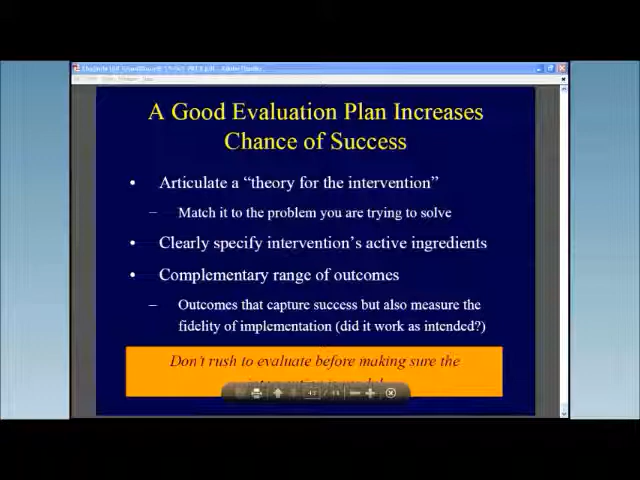 A Good Evaluation Plan Increases
Chance of Success
• Articulate a “theory for the intervention”
– Match it to the problem you are trying to solve
• Clearly specify intervention’s active ingredients
• Complementary range of outcomes
– Outcomes that capture success but also measure the
fidelity of implementation (did it work as intended?)
Don't rush to evaluate before making sure the